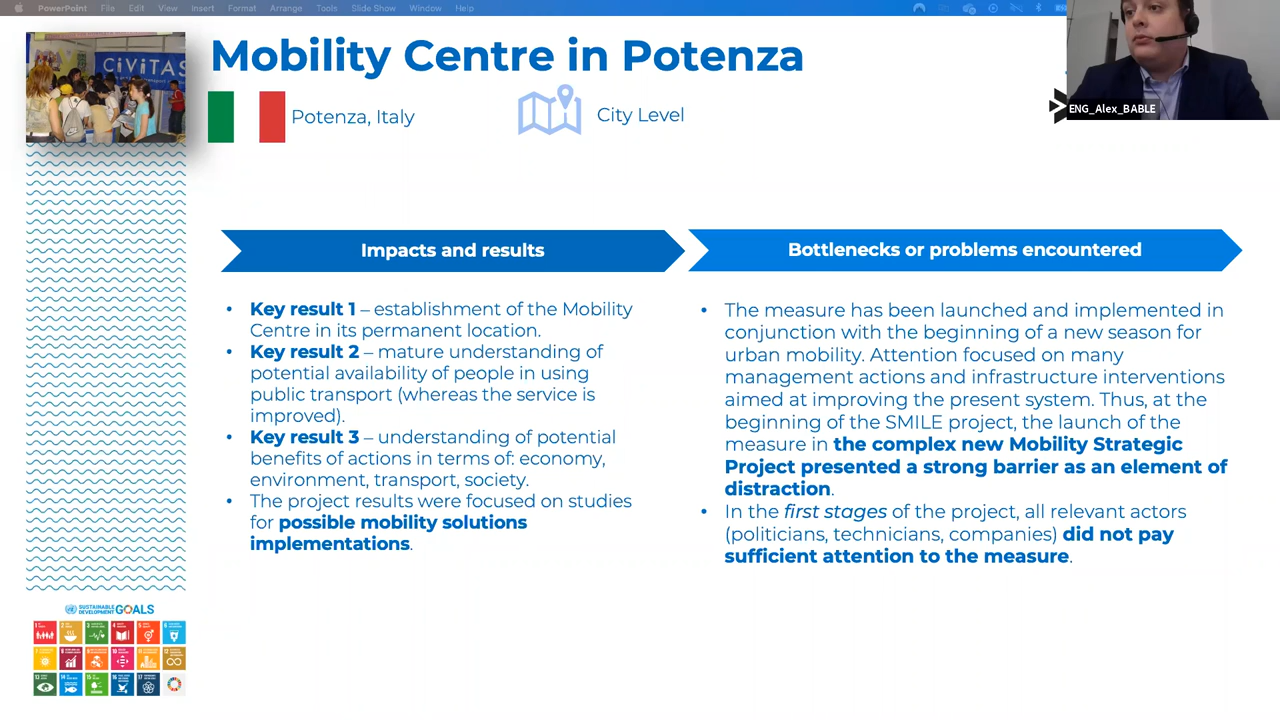 PowerPoint File Edit View Insert Format Arrange Tools Slide Show Window Help
CiViTAS
Mobility Centre in Potenza
Potenza, Italy
City Level
ENG_Alex_BABLE
Impacts and results
• Key result 1 – establishment of the Mobility
Centre in its permanent location.
• Key result 2 – mature understanding of
potential availability of people in using
public transport (whereas the service is
improved).
• Key result 3 – understanding of potential
benefits of actions in terms of: economy,
environment, transport, society.
• The project results were focused on studies
for possible mobility solutions
implementations.
Bottlenecks or problems encountered
• The measure has been launched and implemented in
conjunction with the beginning of a new season for
urban mobility. Attention focused on many
management actions and infrastructure interventions
aimed at improving the present system. Thus, at the
beginning of the SMILE project, the launch of the
measure in the complex new Mobility Strategic
Project presented a strong barrier as an element of
distraction.
• In the first stages of the project, all relevant actors
(politicians, technicians, companies) did not pay
sufficient attention to the measure.
SUSTAINABLE
DEVELOPMENT GOALS